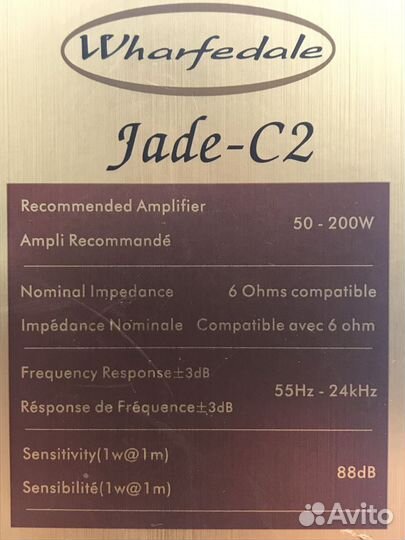 Wharfedale
Jade-C2
Recommended Amplifier
50 - 200W
Ampli Recommandé
Nominal Impedance 6 Ohms compatible
Impédance Nominale Compatible avec 6 ohm
Frequency Response±3dB
55Hz - 24kHz
Résponse de Fréquence±3dB
Sensitivity(1w@1m)
88dB
Sensibilité(1w@1m)
Avito